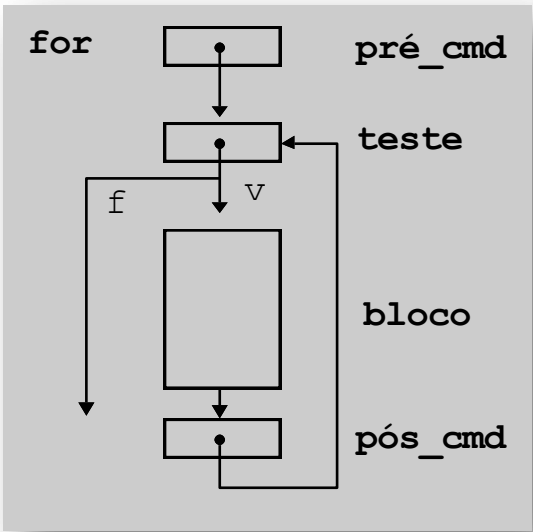 for
pré_cmd
teste
f
v
bloco
pós_cmd